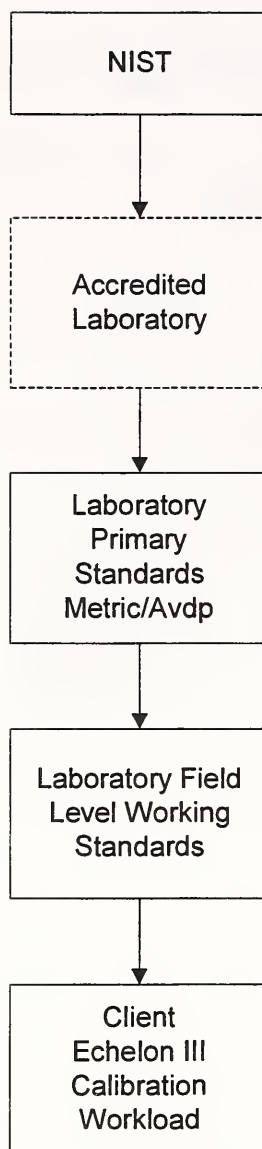 NIST
Accredited
Laboratory
Laboratory
Primary
Standards
Metric/Avdp
Laboratory Field
Level Working
Standards
Client
Echelon III
Calibration
Workload